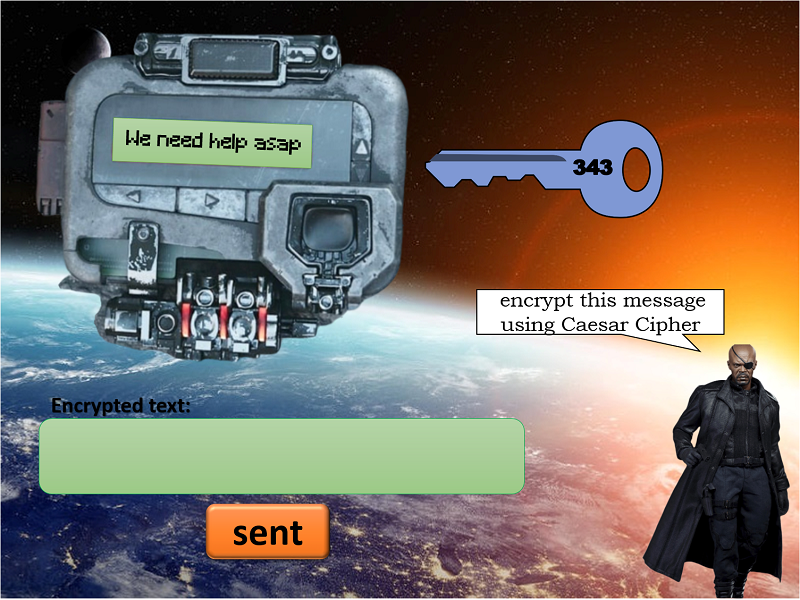 We need help asap
343
encrypt this message
using Caesar Cipher
Encrypted text:
sent